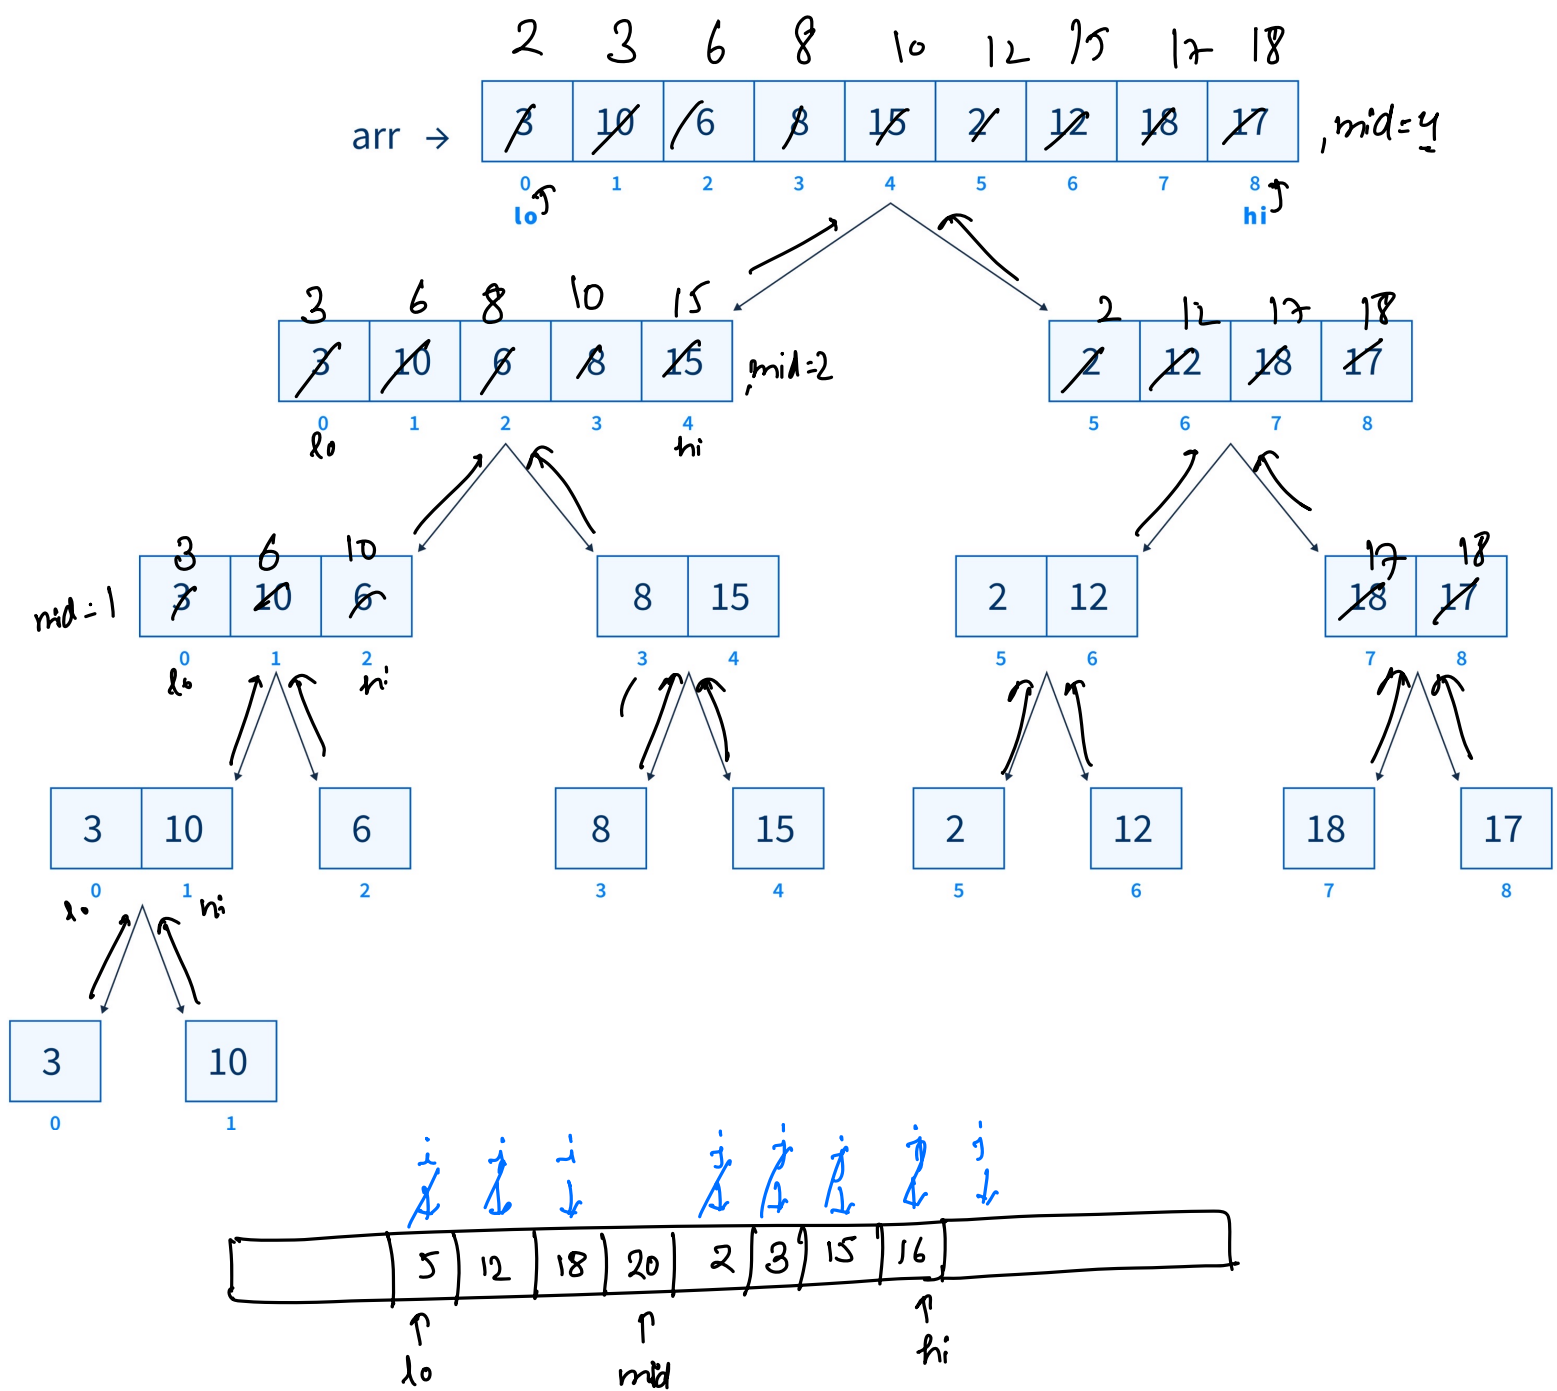 2 3 6 8 10 12 15 17 18
arr → 3 10 6 8 15 2 12 18 17 , mid=4
0 1 2 3 4 5 6 7 8
lo hi
3 6 8 10 15 2 12 17 18
3 10 6 8 15 , mid=2 2 12 18 17
0 1 2 3 4 5 6 7 8
lo hi
3 6 10 17 18
mid=1 3 10 6 8 15 2 12 18 17
0 1 2 3 4 5 6 7 8
lo hi
3 10 6 8 15 2 12 18 17
0 1 2 3 4 5 6 7 8
lo hi
3 10
0 1
i i i j j j j j
5 12 18 20 2 3 15 16
lo mid hi